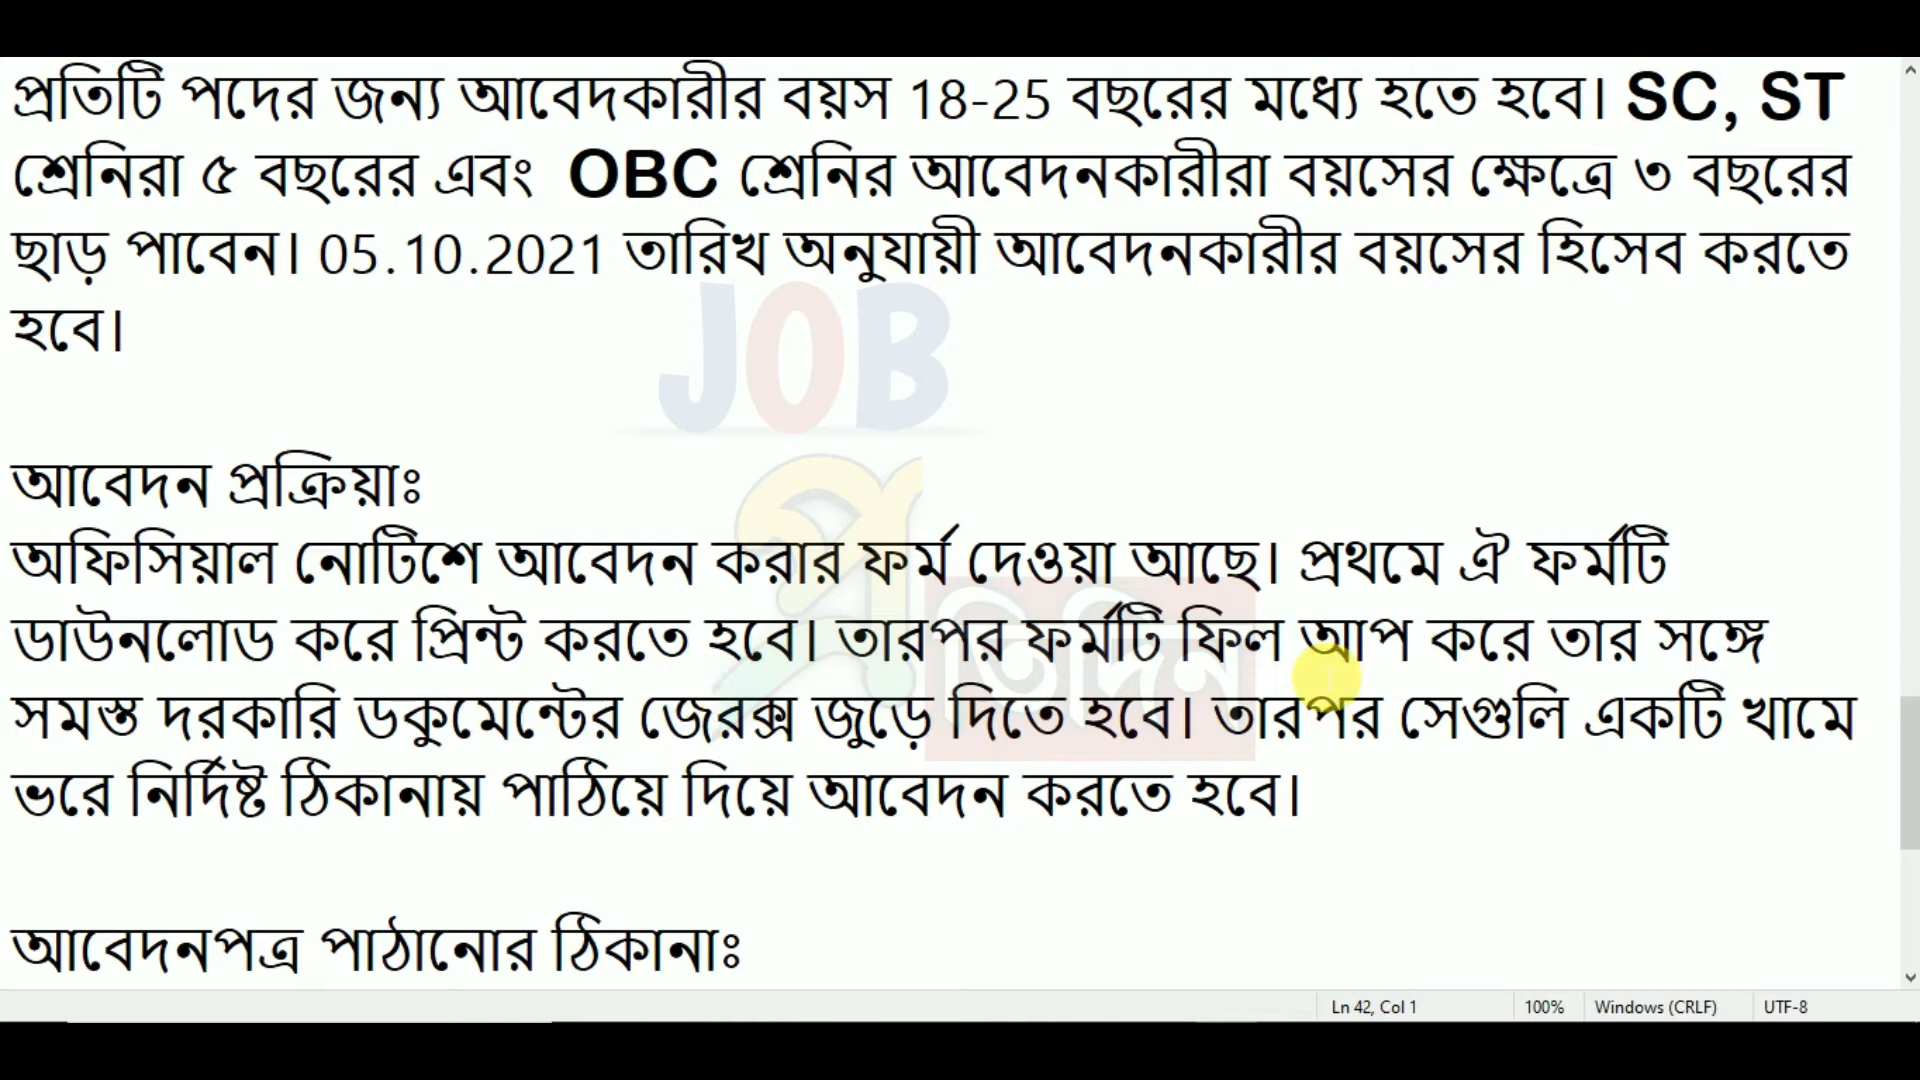 প্রতিটি পদের জন্য আবেদকারীর বয়স 18-25 বছরের মধ্যে হতে হবে। SC, ST
শ্রেনিরা ৫ বছরের এবং OBC শ্রেনির আবেদনকারীরা বয়সের ক্ষেত্রে ৩ বছরের
ছাড় পাবেন। 05.10.2021 তারিখ অনুযায়ী আবেদনকারীর বয়সের হিসেব করতে
হবে।
JOB
প্রতিদিন
আবেদন প্রক্রিয়াঃ
অফিসিয়াল নোটিশে আবেদন করার ফর্ম দেওয়া আছে। প্রথমে ঐ ফর্মটি
ডাউনলোড করে প্রিন্ট করতে হবে। তারপর ফর্মটি ফিল আপ করে তার সঙ্গে
সমস্ত দরকারি ডকুমেন্টের জেরক্স জুড়ে দিতে হবে। তারপর সেগুলি একটি খামে
ভরে নির্দিষ্ট ঠিকানায় পাঠিয়ে দিয়ে আবেদন করতে হবে।
আবেদনপত্র পাঠানোর ঠিকানাঃ
Ln 42, Col 1 100% Windows (CRLF) UTF-8